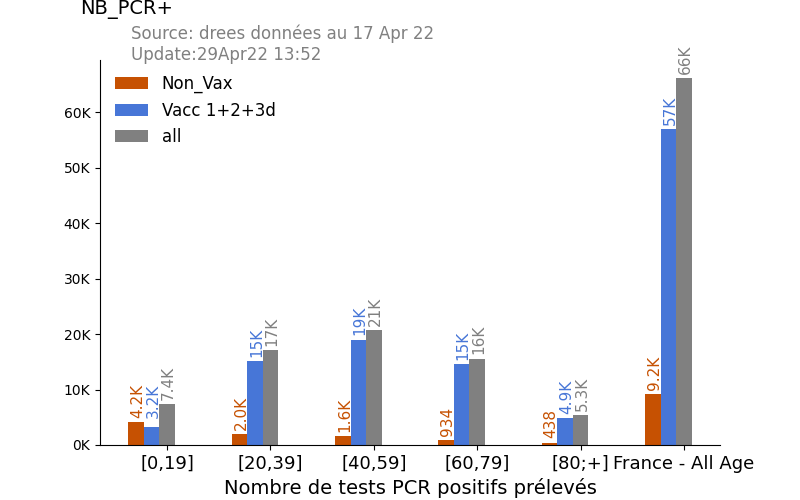 NB_PCR+
Source: drees données au 17 Apr 22
Update:29Apr22 13:52
Non_Vax
Vacc 1+2+3d
all
60K
50K
40K
30K
20K
10K
0K
4.2K
3.2K
7.4K
2.0K
15K
17K
1.6K
19K
21K
934
15K
16K
438
4.9K
5.3K
9.2K
57K
66K
[0,19]
[20,39]
[40,59]
[60,79]
[80;+]
France - All Age
Nombre de tests PCR positifs prélevés